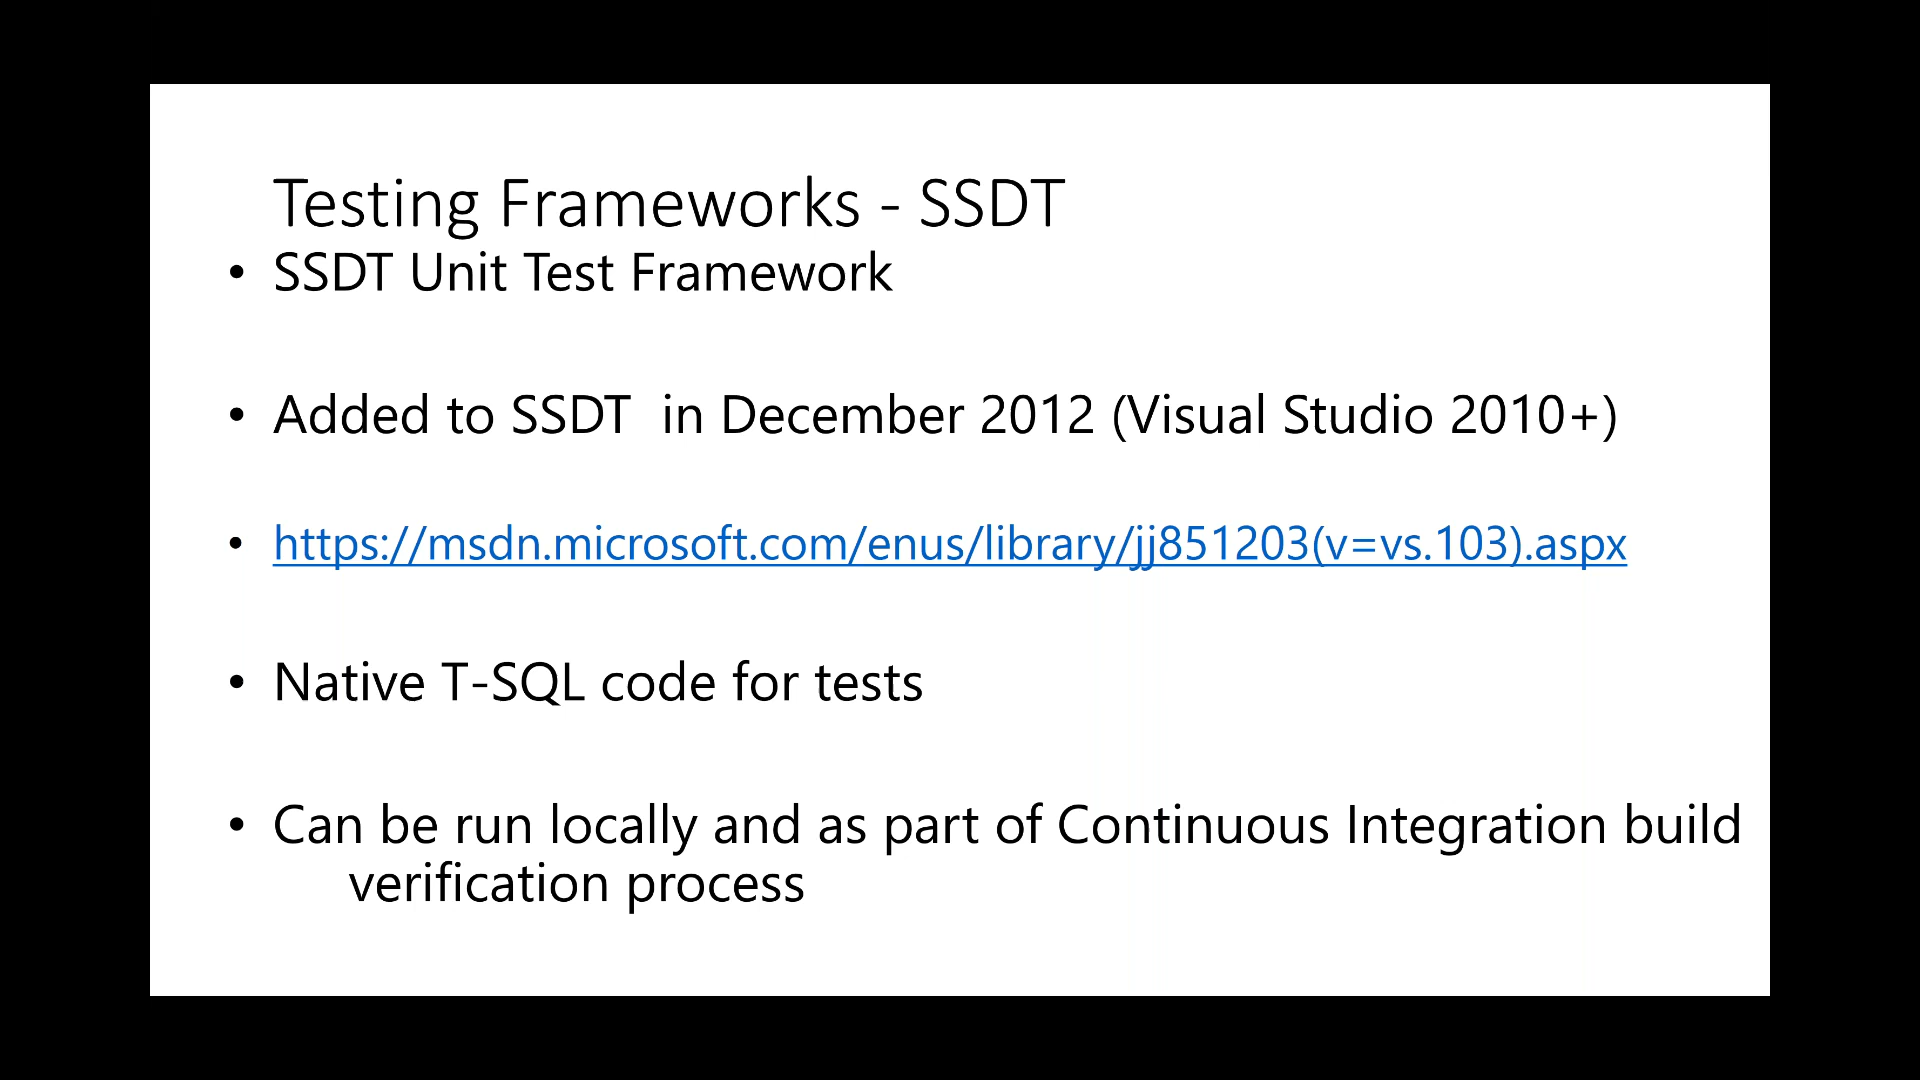 Testing Frameworks - SSDT
• SSDT Unit Test Framework
• Added to SSDT  in December 2012 (Visual Studio 2010+)
• https://msdn.microsoft.com/enus/library/jj851203(v=vs.103).aspx
• Native T-SQL code for tests
• Can be run locally and as part of Continuous Integration build
verification process